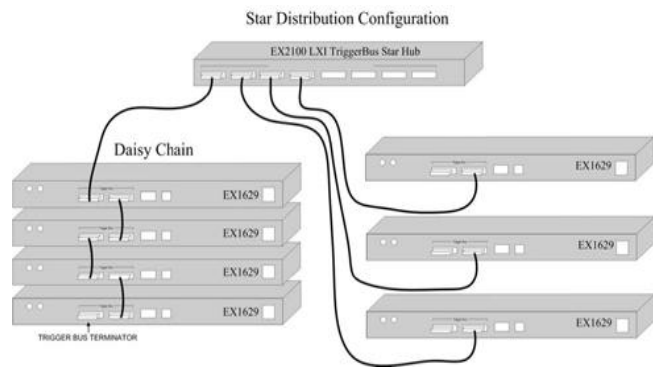 Star Distribution Configuration
EX2100 LXI TriggerBus Star Hub
Daisy Chain
EX1629
EX1629
EX1629
EX1629
EX1629
EX1629
EX1629
TRIGGER BUS TERMINATOR